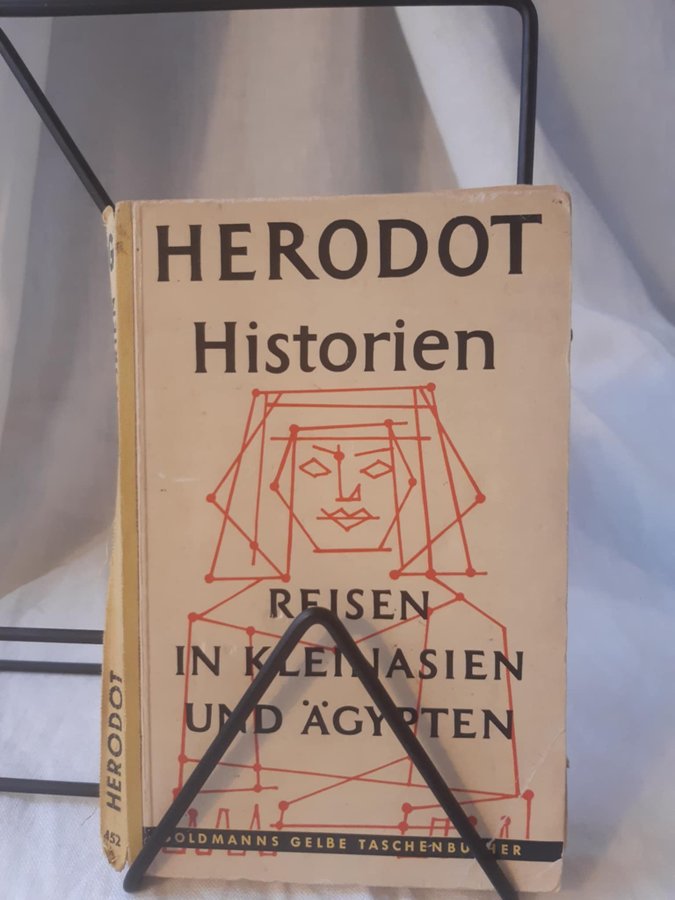 HERODOT
Historien
REISEN
IN KLEINASIEN
UND ÄGYPTEN
GOLDMANNS GELBE TASCHENBÜCHER
HERODOT
452